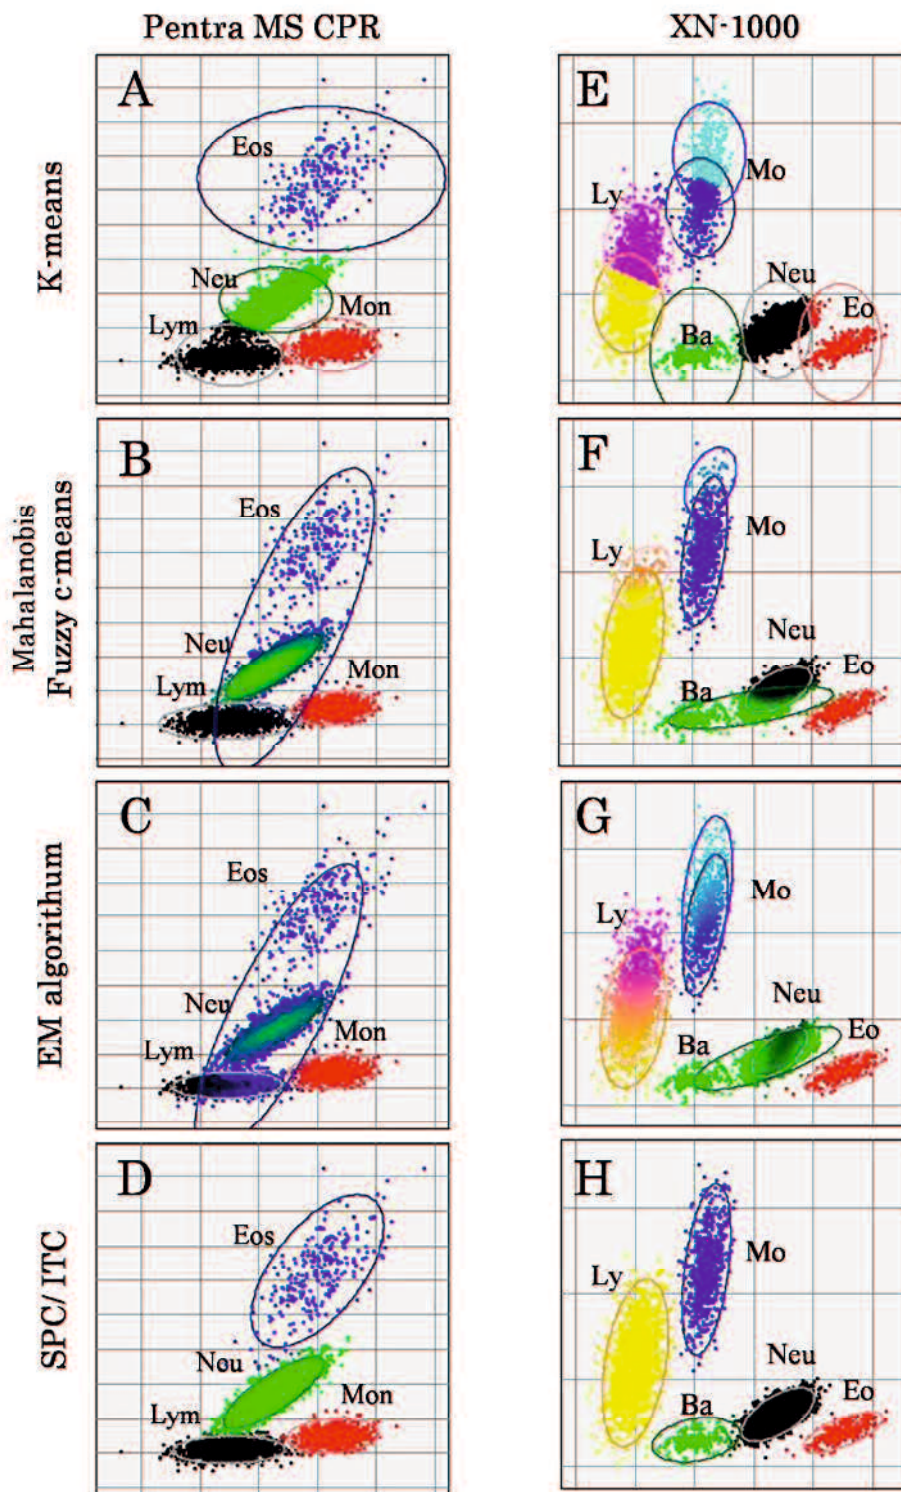 Pentra MS CPR
XN-1000
K-means
A
Eos
Neu
Mon
Lym
E
Mo
Ly
Neu
Eo
Ba
Mahalanobis
Fuzzy c-means
B
Eos
Neu
Mon
Lym
F
Mo
Ly
Neu
Eo
Ba
EM algorithum
C
Eos
Neu
Mon
Lym
G
Mo
Ly
Neu
Eo
Ba
SPC/ITC
D
Eos
Neu
Mon
Lym
H
Mo
Ly
Neu
Eo
Ba